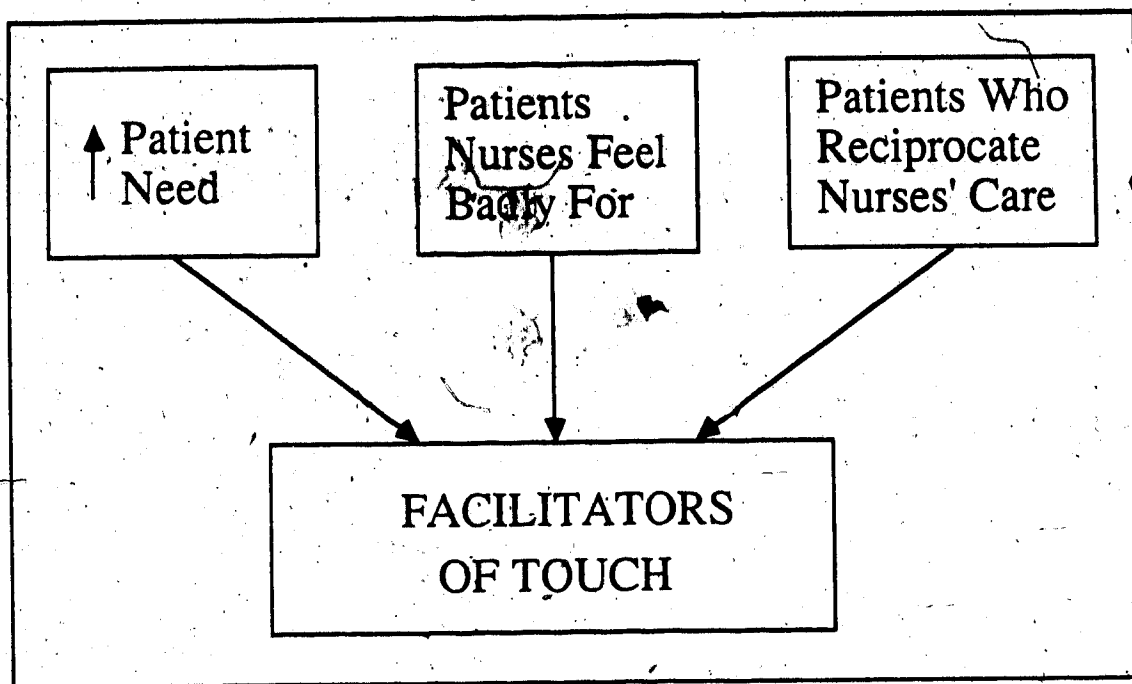 ↑ Patient
Need
Patients
Nurses Feel
Badly For
Patients Who
Reciprocate
Nurses' Care
FACILITATORS
OF TOUCH